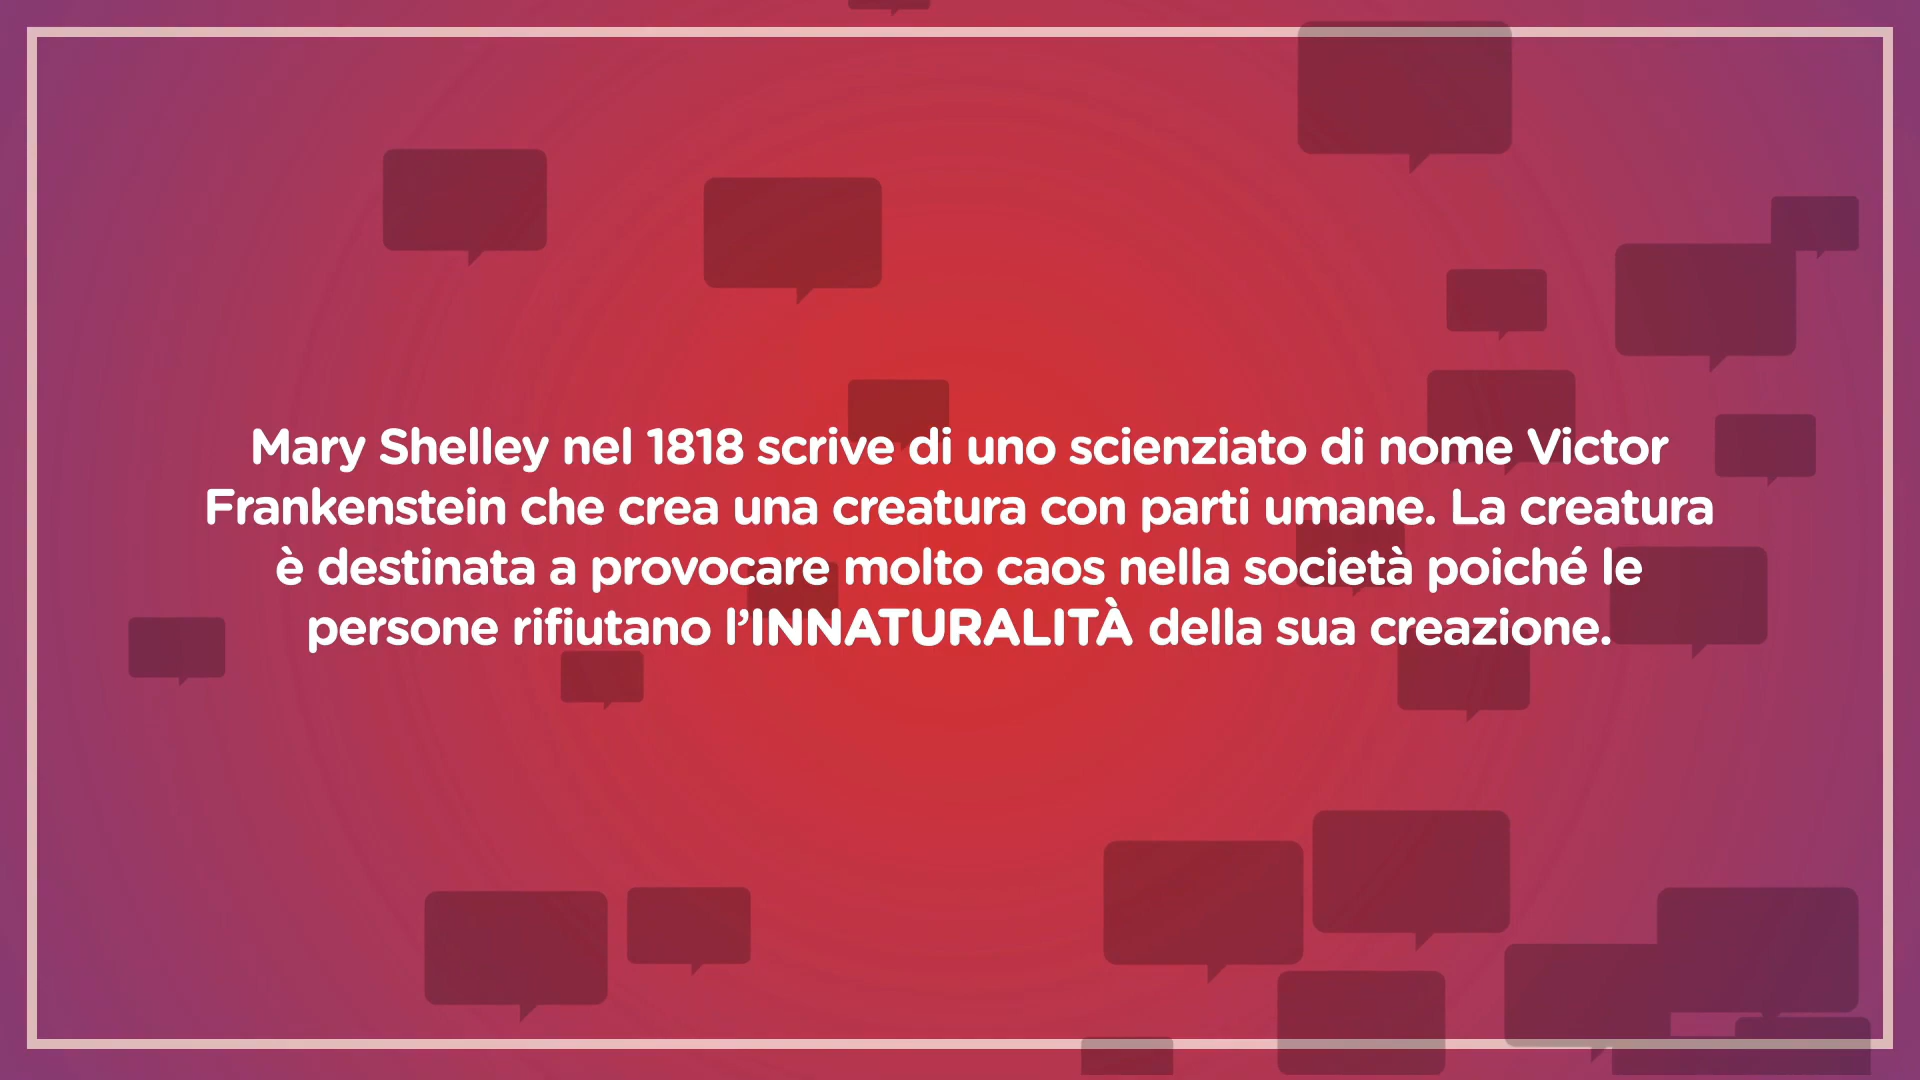 Mary Shelley nel 1818 scrive di uno scienziato di nome Victor
Frankenstein che crea una creatura con parti umane. La creatura
è destinata a provocare molto caos nella società poiché le
persone rifiutano l’INNATURALITÀ della sua creazione.